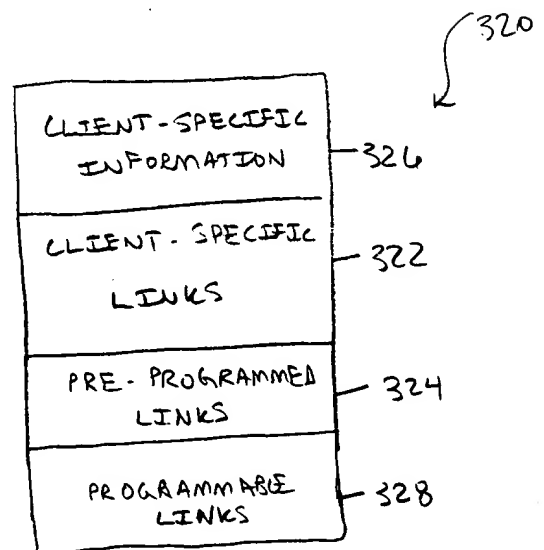 320
CLIENT-SPECIFIC
INFORMATION
326
CLIENT-SPECIFIC
LINKS
322
PRE-PROGRAMMED
LINKS
324
PROGRAMMABLE
LINKS
328